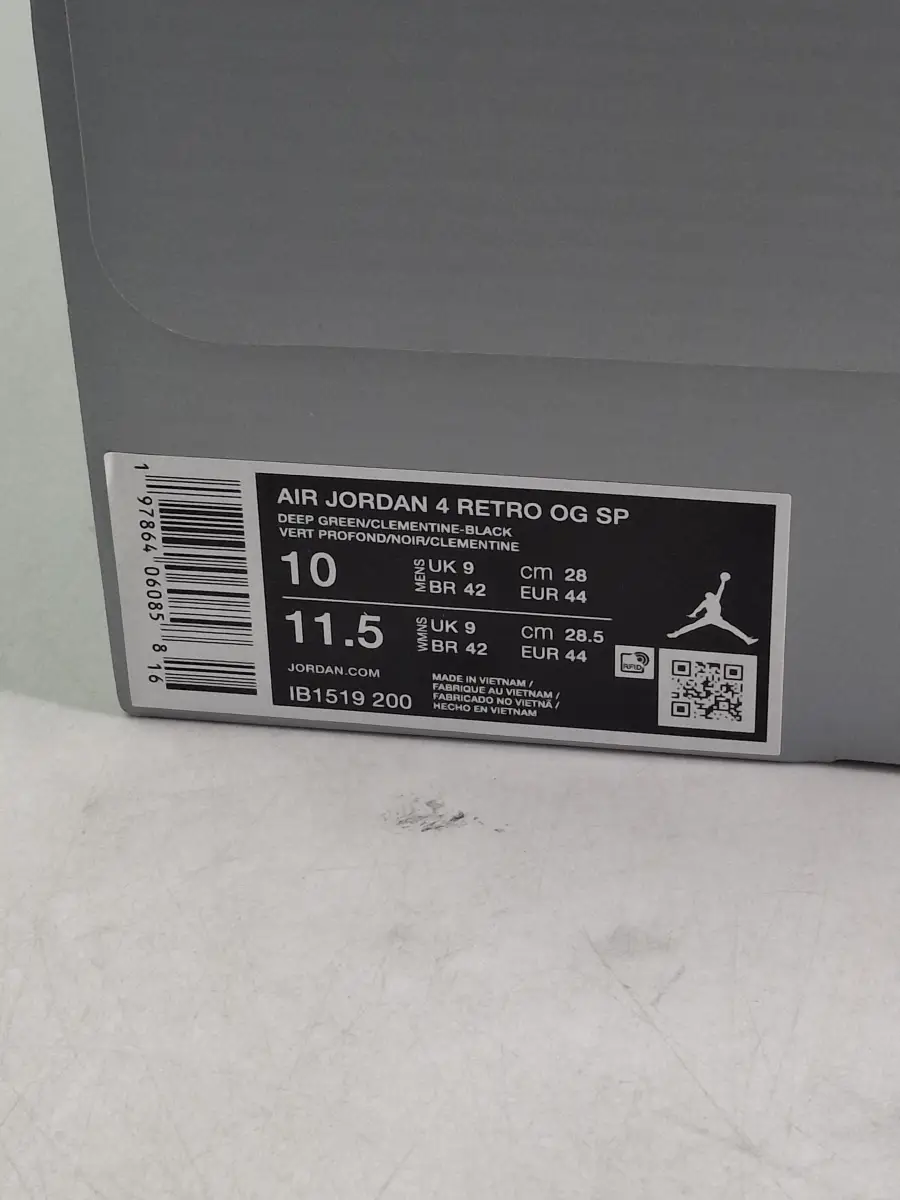 1 97864 06085 8 16
AIR JORDAN 4 RETRO OG SP
DEEP GREEN/CLEMENTINE-BLACK
VERT PROFOND/NOIR/CLEMENTINE
10 MENS UK 9 cm 28
BR 42 EUR 44
11.5 WMNS UK 9 cm 28.5
BR 42 EUR 44
JORDAN.COM
IB1519 200
MADE IN VIETNAM /
FABRIQUE AU VIETNAM /
FABRICADO NO VIETNÃ /
HECHO EN VIETNAM
RFID